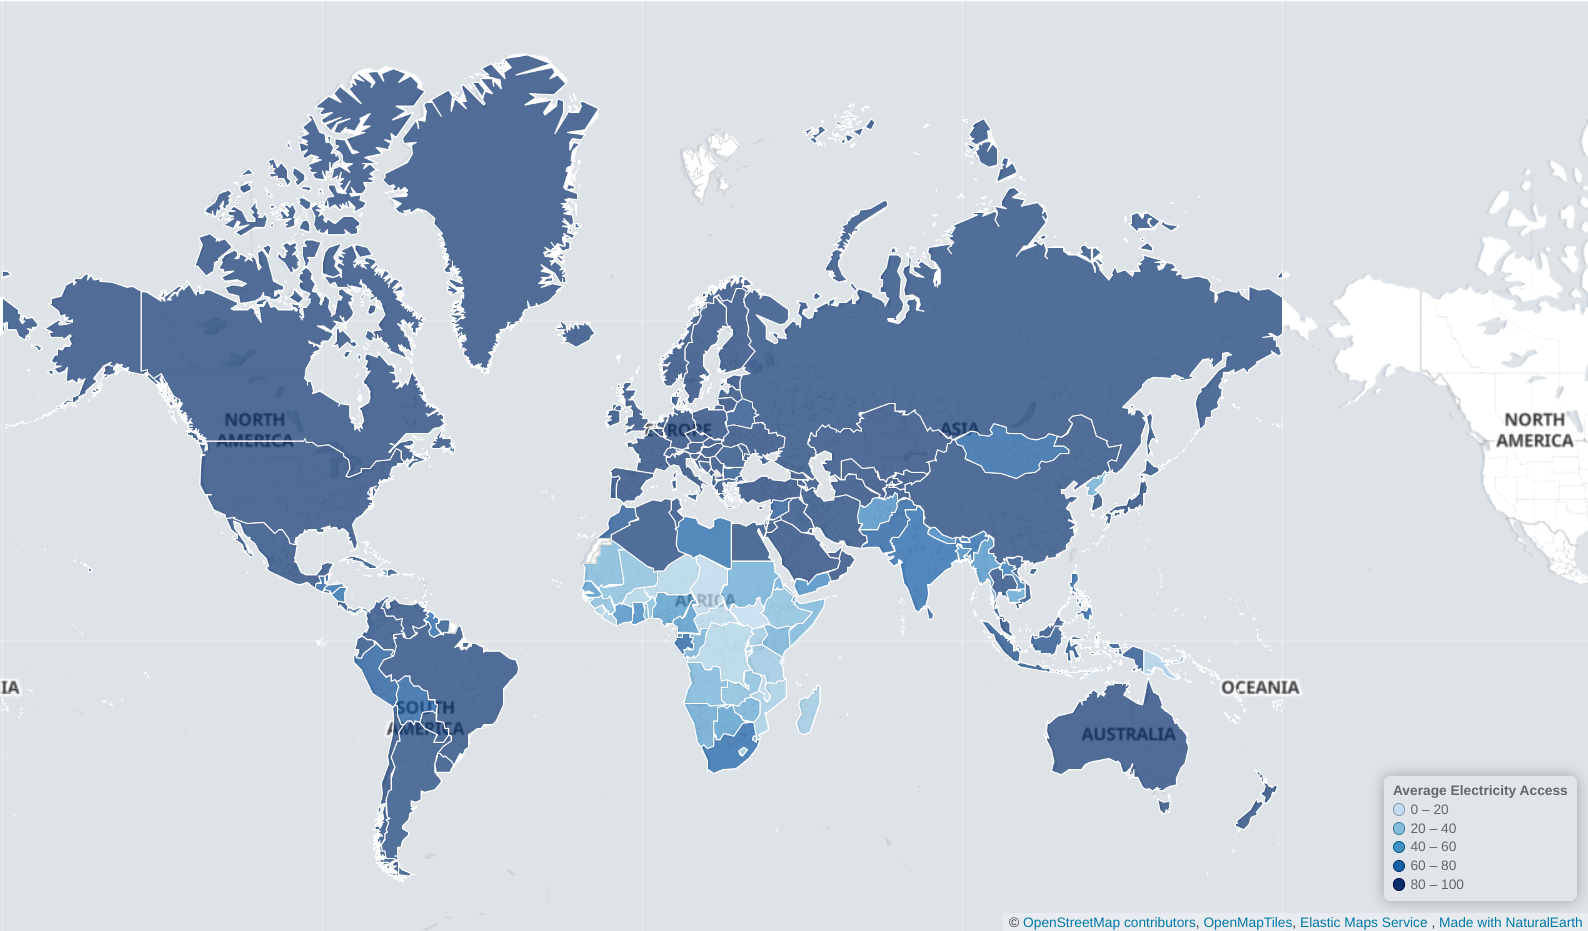 NORTH
AMERICA
EUROPE
ASIA
NORTH
AMERICA
AFRICA
IA
OCEANIA
SOUTH
AMERICA
AUSTRALIA
Average Electricity Access
0 – 20
20 – 40
40 – 60
60 – 80
80 – 100
© OpenStreetMap contributors, OpenMapTiles, Elastic Maps Service , Made with NaturalEarth